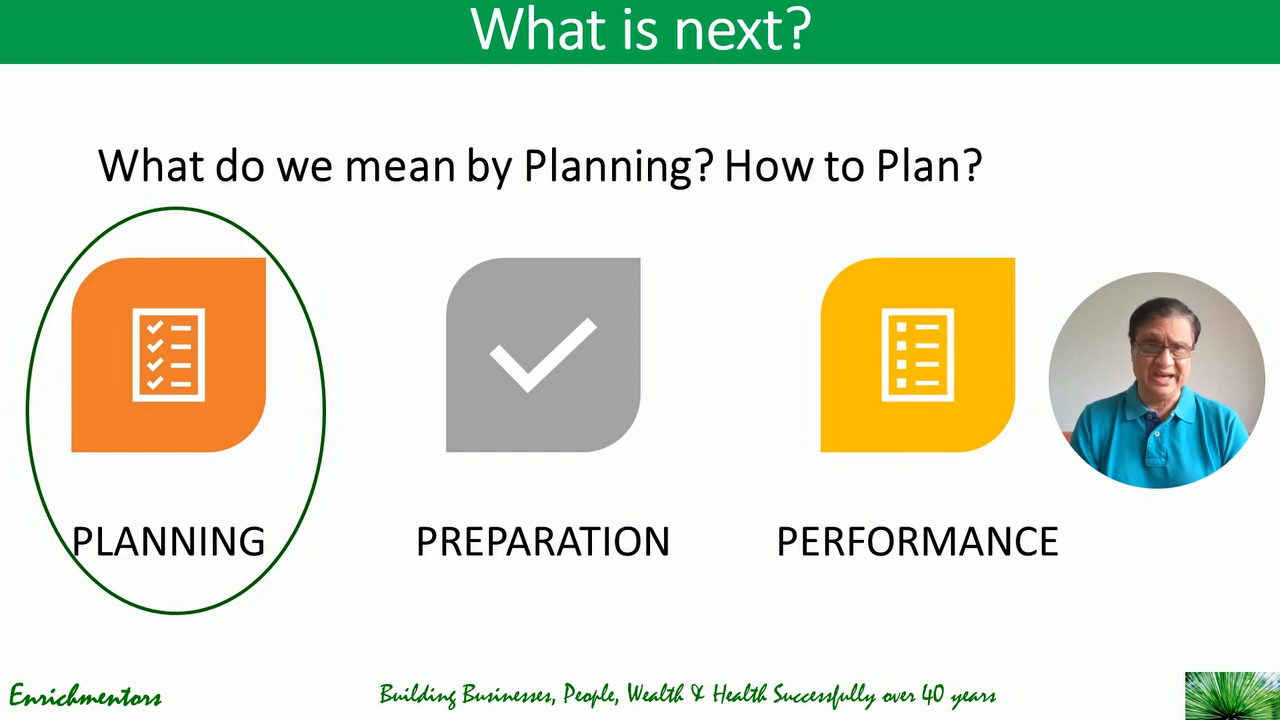 What is next?
What do we mean by Planning? How to Plan?
PLANNING
PREPARATION
PERFORMANCE
Enrichmentors
Building Businesses, People, Wealth & Health Successfully over 40 years